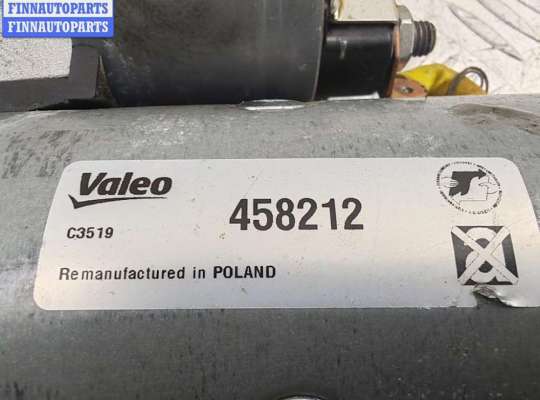 FINNAUTOPARTS
FINNAUTOPARTS
Valeo
458212
C3519
Remanufactured in POLAND